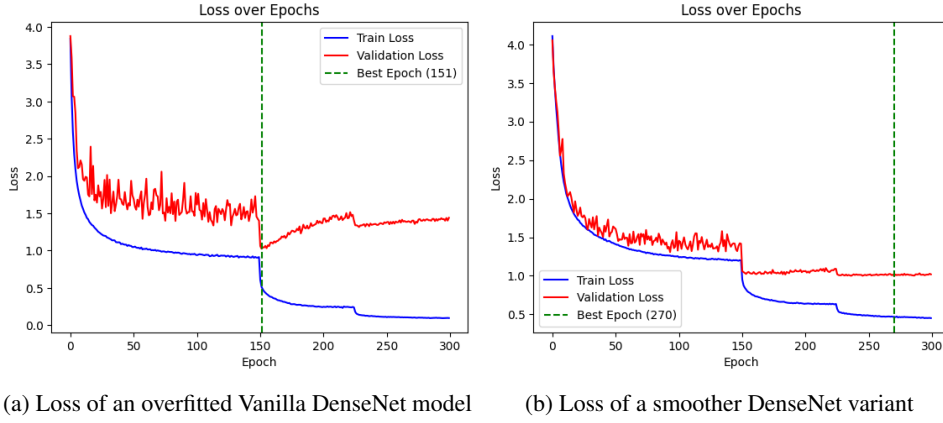 Loss over Epochs
4.0
3.5
3.0
2.5
2.0
1.5
1.0
0.5
0.0
Loss
Train Loss
Validation Loss
Best Epoch (151)
0 50 100 150 200 250 300
Epoch
(a) Loss of an overfitted Vanilla DenseNet model
Loss over Epochs
4.0
3.5
3.0
2.5
2.0
1.5
1.0
0.5
Loss
Train Loss
Validation Loss
Best Epoch (270)
0 50 100 150 200 250 300
Epoch
(b) Loss of a smoother DenseNet variant